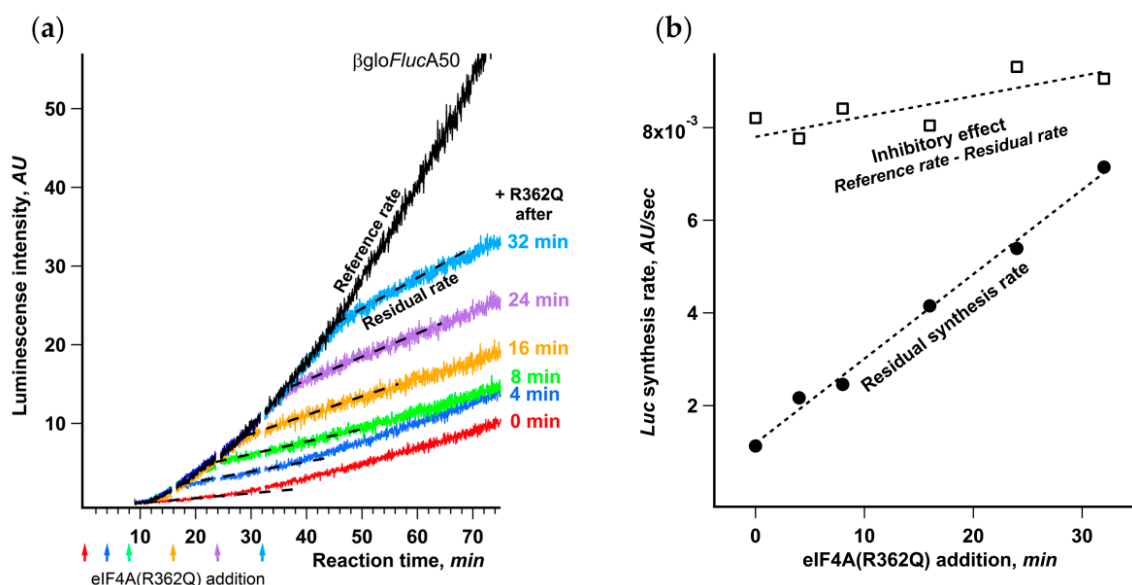 (a)
βgloFlucA50
Luminescense intensity, AU
50
40
30
20
10
Reference rate
Residual rate
+ R362Q
after
32 min
24 min
16 min
8 min
4 min
0 min
10 20 30 40 50 60 70
Reaction time, min
eIF4A(R362Q) addition
(b)
Luc synthesis rate, AU/sec
8x10⁻³
6
4
2
Inhibitory effect
Reference rate - Residual rate
Residual synthesis rate
0 10 20 30
eIF4A(R362Q) addition, min